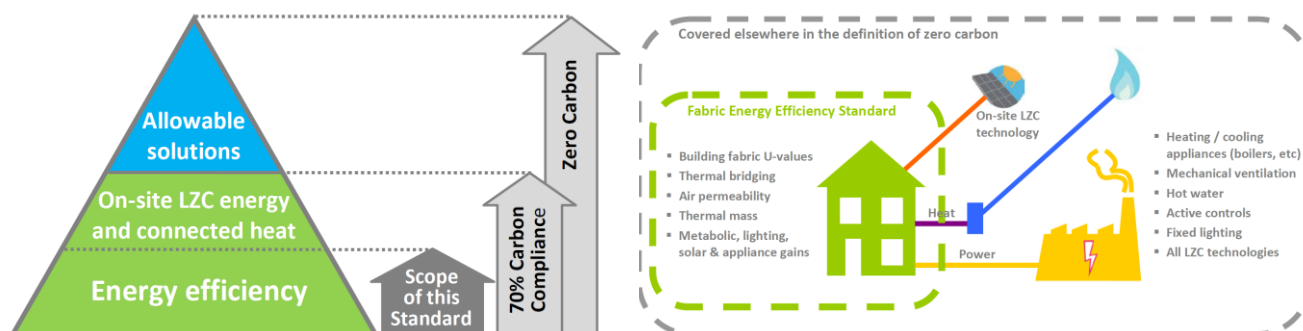 Allowable
solutions
On-site LZC energy
and connected heat
Energy efficiency
Scope
of this
Standard
70% Carbon
Compliance
Zero Carbon
Covered elsewhere in the definition of zero carbon
Fabric Energy Efficiency Standard
▪ Building fabric U-values
▪ Thermal bridging
▪ Air permeability
▪ Thermal mass
▪ Metabolic, lighting,
solar & appliance gains
On-site LZC
technology
Heat
Power
▪ Heating / cooling
appliances (boilers, etc)
▪ Mechanical ventilation
▪ Hot water
▪ Active controls
▪ Fixed lighting
▪ All LZC technologies